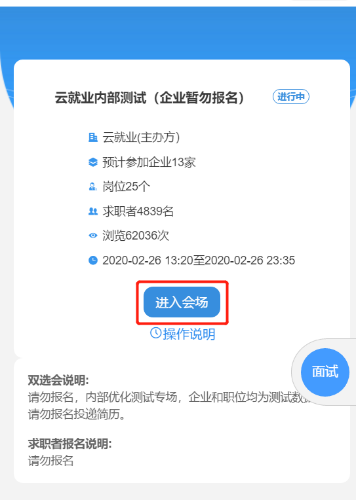 云就业内部测试（企业暂勿报名） 进行中
云就业(主办方)
预计参加企业13家
岗位25个
求职者4839名
浏览62036次
2020-02-26 13:20至2020-02-26 23:35
进入会场
操作说明
面试
双选会说明:
请勿报名，内部优化测试专场，企业和职位均为测试数
请勿报名投递简历。
求职者报名说明:
请勿报名